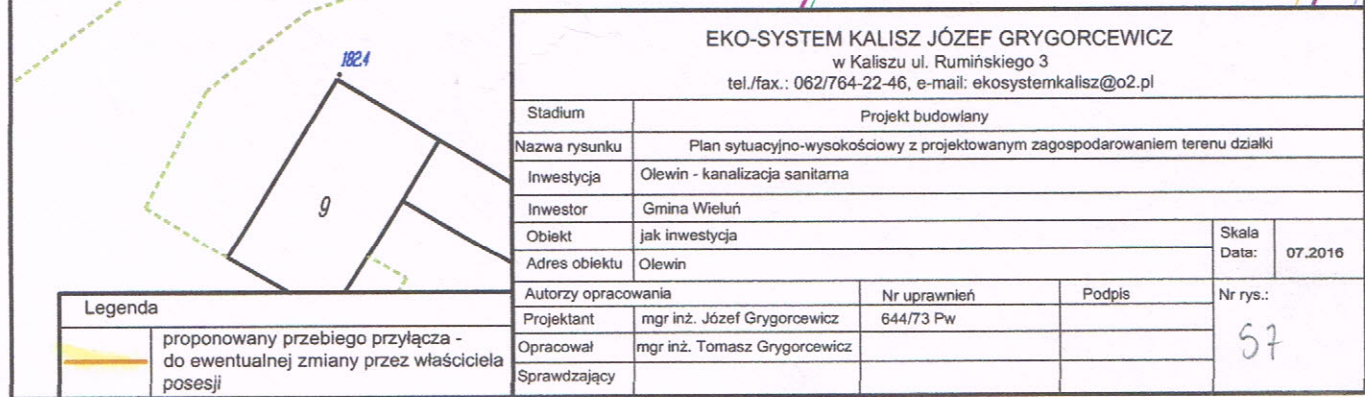 182.4
9
EKO-SYSTEM KALISZ JÓZEF GRYGORCEWICZ
w Kaliszu ul. Rumińskiego 3
tel./fax.: 062/764-22-46, e-mail: ekosystemkalisz@o2.pl
Stadium Projekt budowlany
Nazwa rysunku Plan sytuacyjno-wysokościowy z projektowanym zagospodarowaniem terenu działki
Inwestycja Olewin - kanalizacja sanitarna
Inwestor Gmina Wieluń
Obiekt jak inwestycja Skala
Adres obiektu Olewin Data: 07.2016
Autorzy opracowania Nr uprawnień Podpis Nr rys.:
Projektant mgr inż. Józef Grygorcewicz 644/73 Pw
Opracował mgr inż. Tomasz Grygorcewicz
Sprawdzający
57
Legenda
proponowany przebiego przyłącza -
do ewentualnej zmiany przez właściciela
posesji